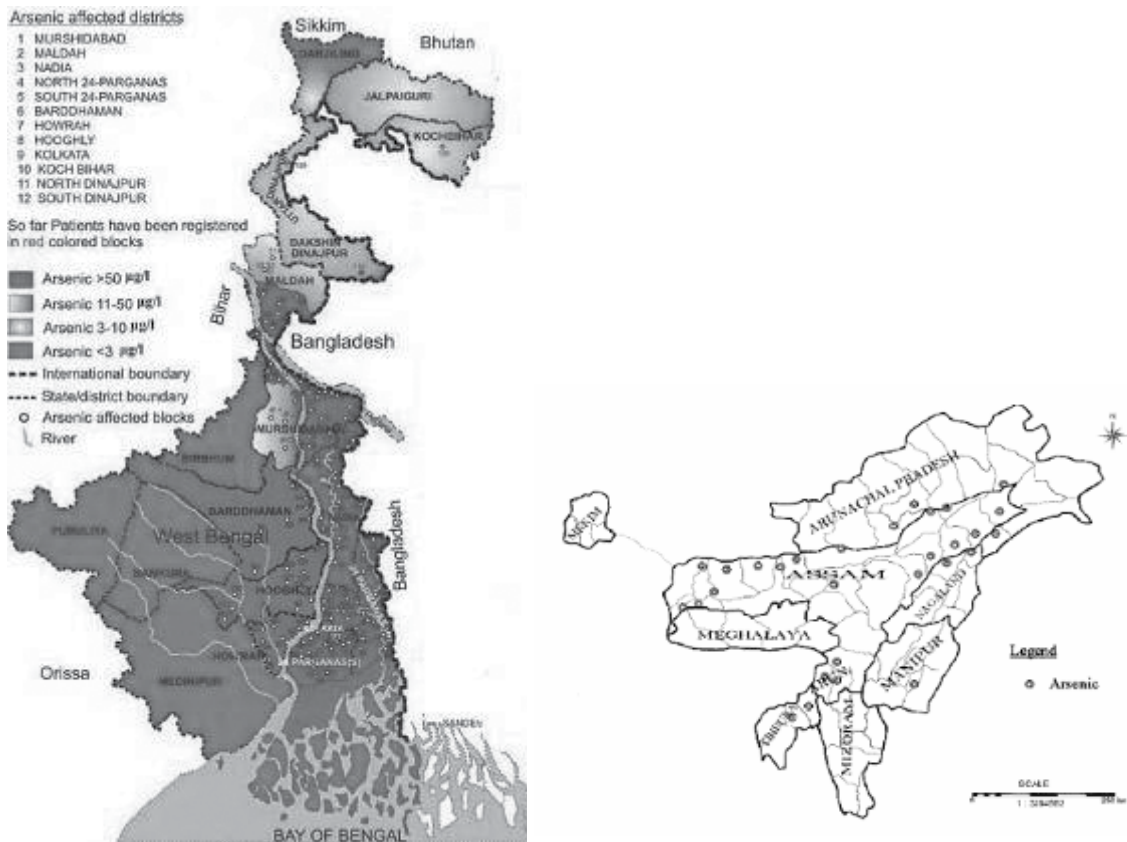 Arsenic affected districts
1 MURSHIDABAD
2 MALDAH
3 NADIA
4 NORTH 24-PARGANAS
5 SOUTH 24-PARGANAS
6 BARDDHAMAN
7 HOWRAH
8 HOOGHLY
9 KOLKATA
10 KOCH BIHAR
11 NORTH DINAJPUR
12 SOUTH DINAJPUR
So far Patients have been registered
in red colored blocks
Arsenic >50 µg/l
Arsenic 11-50 µg/l
Arsenic 3-10 µg/l
Arsenic <3 µg/l
International boundary
State/district boundary
Arsenic affected blocks
River
Sikkim
Bhutan
DARJILING
JALPAIGURI
KOCHBIHAR
UTTAR
DAKSHIN
DINAJPUR
MALDAH
Bihar
Bangladesh
BIRBHUM
BARDDHAMAN
West Bengal
PURULIYA
BANKURA
Bangladesh
Orissa
MEDINIPUR
BAY OF BENGAL
SIKKIM
ARUNACHAL PRADESH
ASSAM
NAGALAND
MEGHALAYA
MANIPUR
MIZORAM
Legend
Arsenic
SCALE